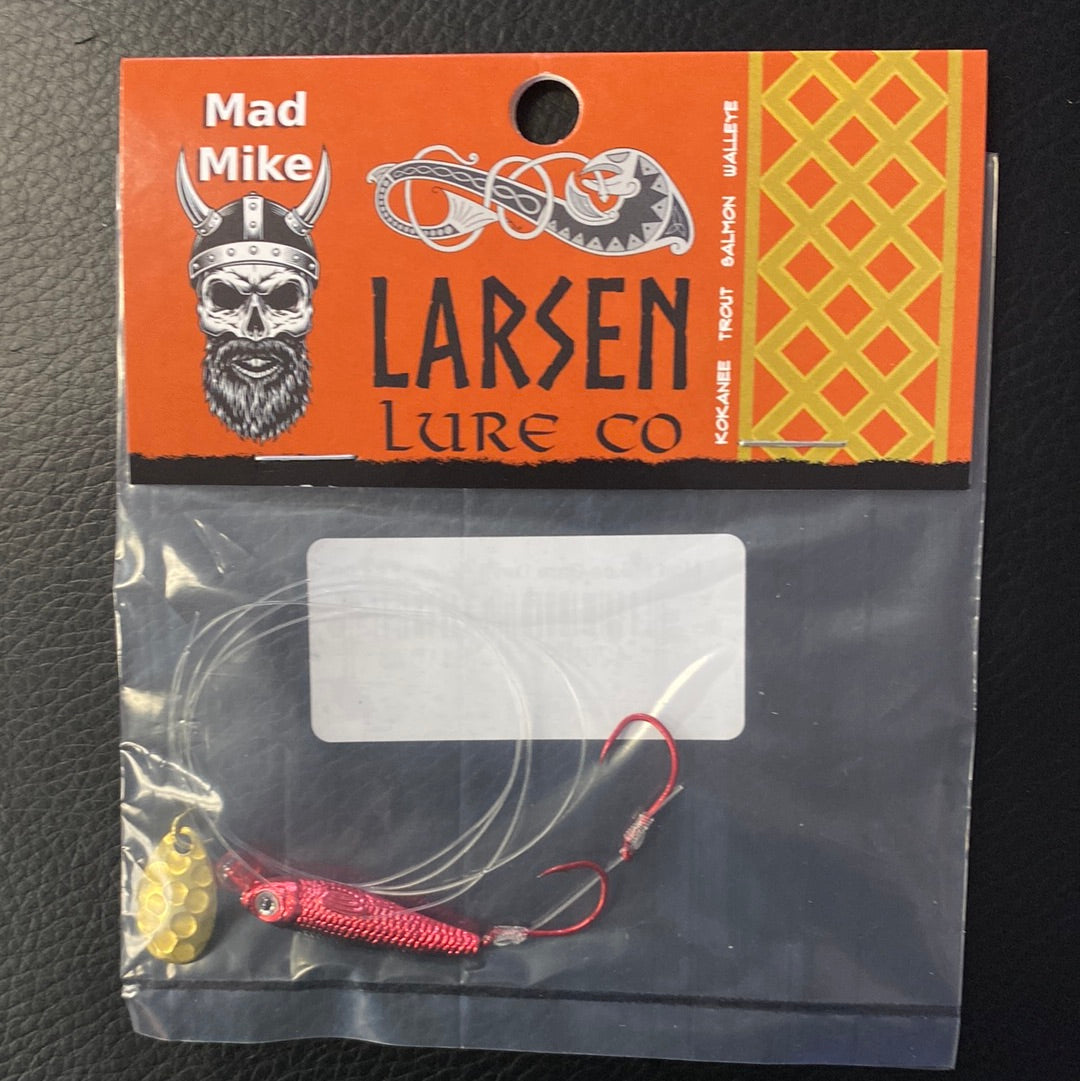 Mad
Mike
LARSEN
LURE CO
KOKANEE TROUT SALMON WALLEYE